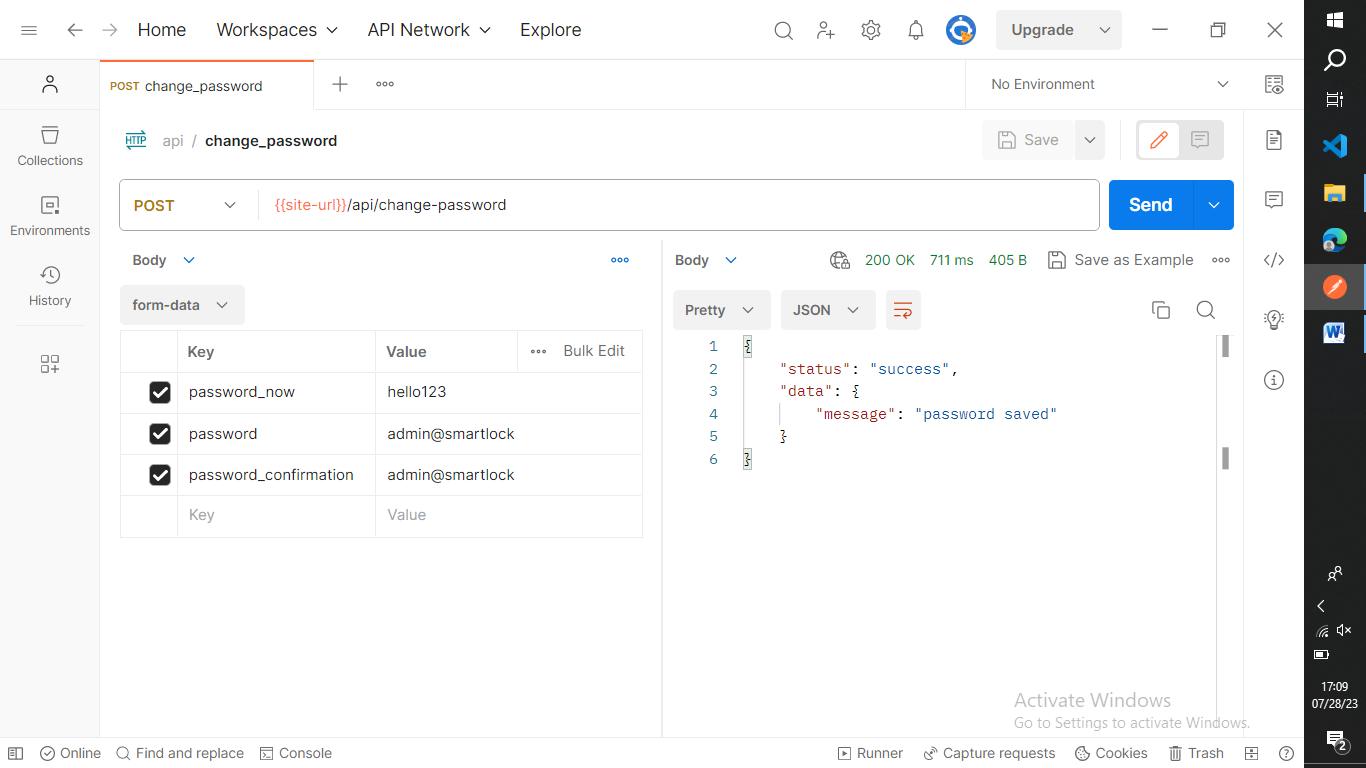 Home Workspaces API Network Explore Upgrade
POST change_password No Environment
HTTP api / change_password Save
Collections
POST {{site-url}}/api/change-password Send
Environments
Body Body 200 OK 711 ms 405 B Save as Example
History
form-data Pretty JSON
Key Value Bulk Edit
password_now hello123
password admin@smartlock
password_confirmation admin@smartlock
Key Value
1 {
2 "status": "success",
3 "data": {
4 "message": "password saved"
5 }
6 }
Activate Windows
Go to Settings to activate Windows.
17:09
07/28/23
2
Online Find and replace Console Runner Capture requests Cookies Trash